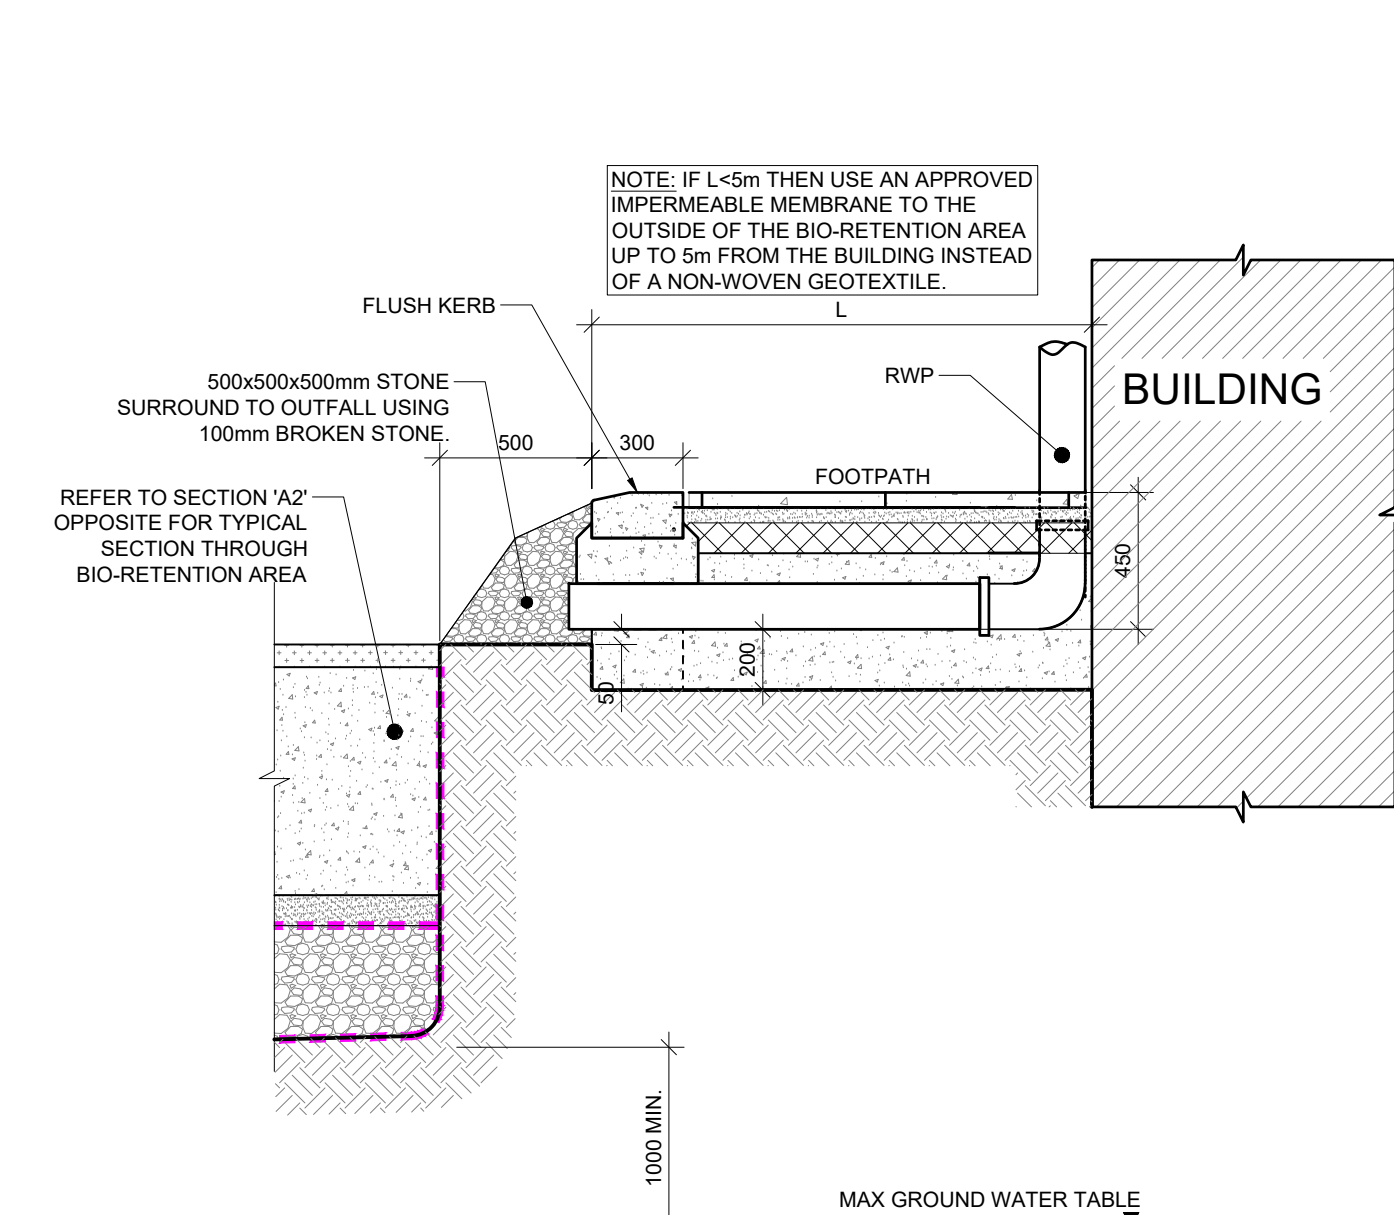 NOTE: IF L<5m THEN USE AN APPROVED
IMPERMEABLE MEMBRANE TO THE
OUTSIDE OF THE BIO-RETENTION AREA
UP TO 5m FROM THE BUILDING INSTEAD
OF A NON-WOVEN GEOTEXTILE.
FLUSH KERB
L
500x500x500mm STONE
SURROUND TO OUTFALL USING
100mm BROKEN STONE.
RWP
BUILDING
500
300
FOOTPATH
REFER TO SECTION 'A2'
OPPOSITE FOR TYPICAL
SECTION THROUGH
BIO-RETENTION AREA
450
200
50
1000 MIN.
MAX GROUND WATER TABLE